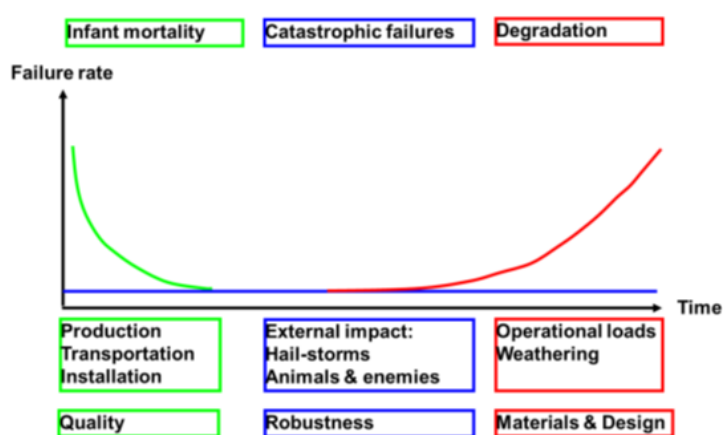 Infant mortality
Catastrophic failures
Degradation
Failure rate
Time
Production
Transportation
Installation
External impact:
Hail-storms
Animals & enemies
Operational loads
Weathering
Quality
Robustness
Materials & Design